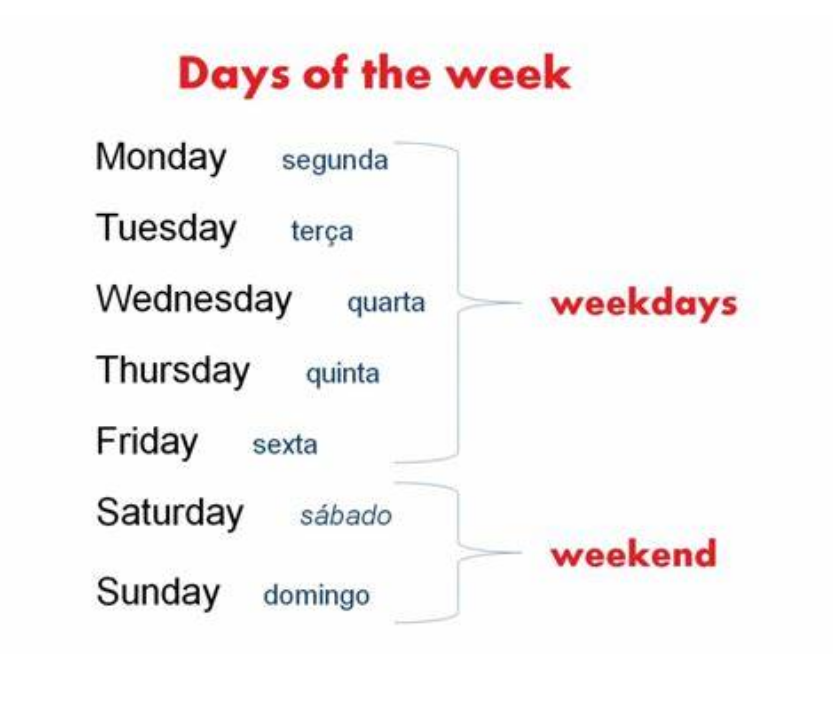 Days of the week
Monday segunda
Tuesday terça
Wednesday quarta
weekdays
Thursday quinta
Friday sexta
Saturday sábado
weekend
Sunday domingo